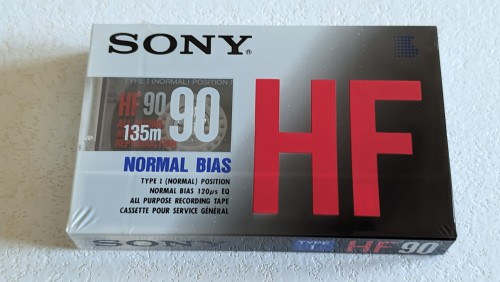 SONY®
HF
TYPE I (NORMAL) POSITION
HF 90
90
135m
NORMAL BIAS
TYPE I (NORMAL) POSITION
NORMAL BIAS 120μs EQ
ALL PURPOSE RECORDING TAPE
CASSETTE POUR SERVICE GÉNÉRAL
SONY
TYPE I
HF 90